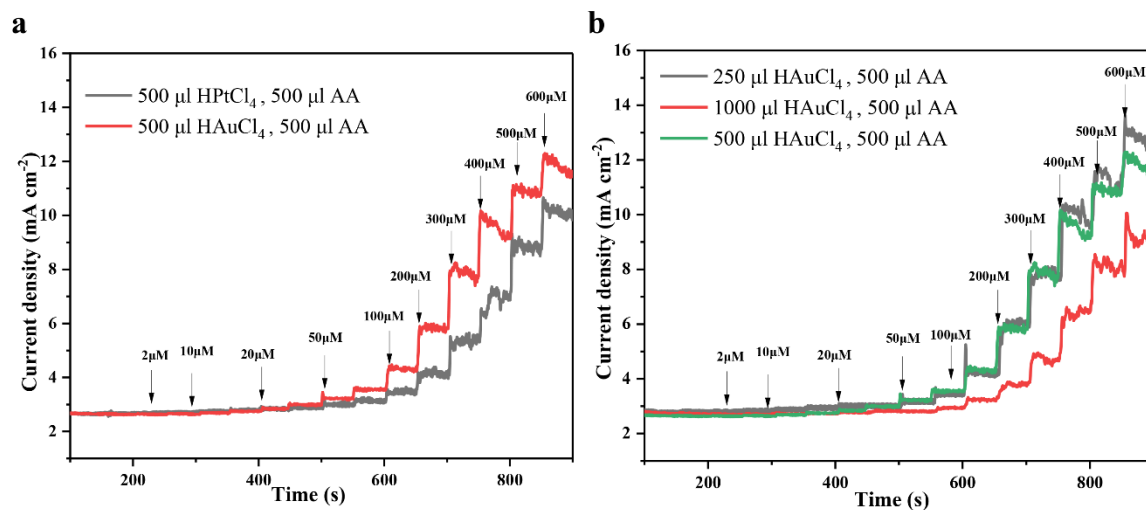 a
16
14
12
10
8
6
4
2
Current density (mA cm⁻²)
500 μl HPtCl₄ , 500 μl AA
500 μl HAuCl₄ , 500 μl AA
2μM
10μM
20μM
50μM
100μM
200μM
300μM
400μM
500μM
600μM
200
400
600
800
Time (s)
b
16
14
12
10
8
6
4
2
Current density (mA cm⁻²)
250 μl HAuCl₄ , 500 μl AA
1000 μl HAuCl₄ , 500 μl AA
500 μl HAuCl₄ , 500 μl AA
2μM
10μM
20μM
50μM
100μM
200μM
300μM
400μM
500μM
600μM
200
400
600
800
Time (s)